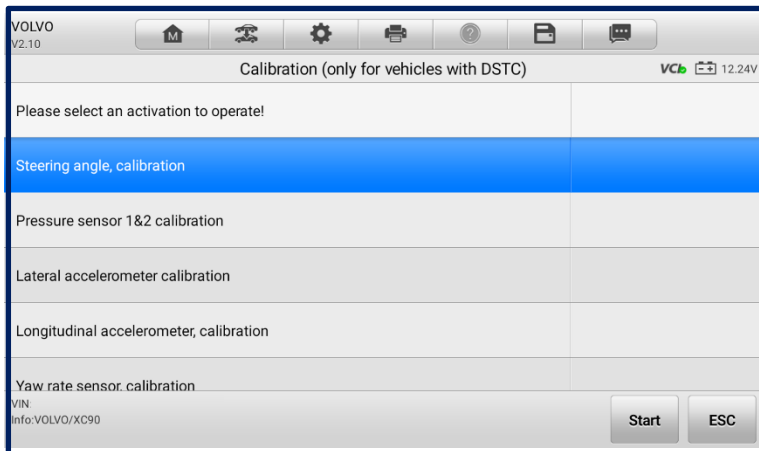 VOLVO
V2.10
M
?
Calibration (only for vehicles with DSTC)
VCI 12.24V
Please select an activation to operate!
Steering angle, calibration
Pressure sensor 1&2 calibration
Lateral accelerometer calibration
Longitudinal accelerometer, calibration
Yaw rate sensor, calibration
VIN:
Info:VOLVO/XC90
Start ESC